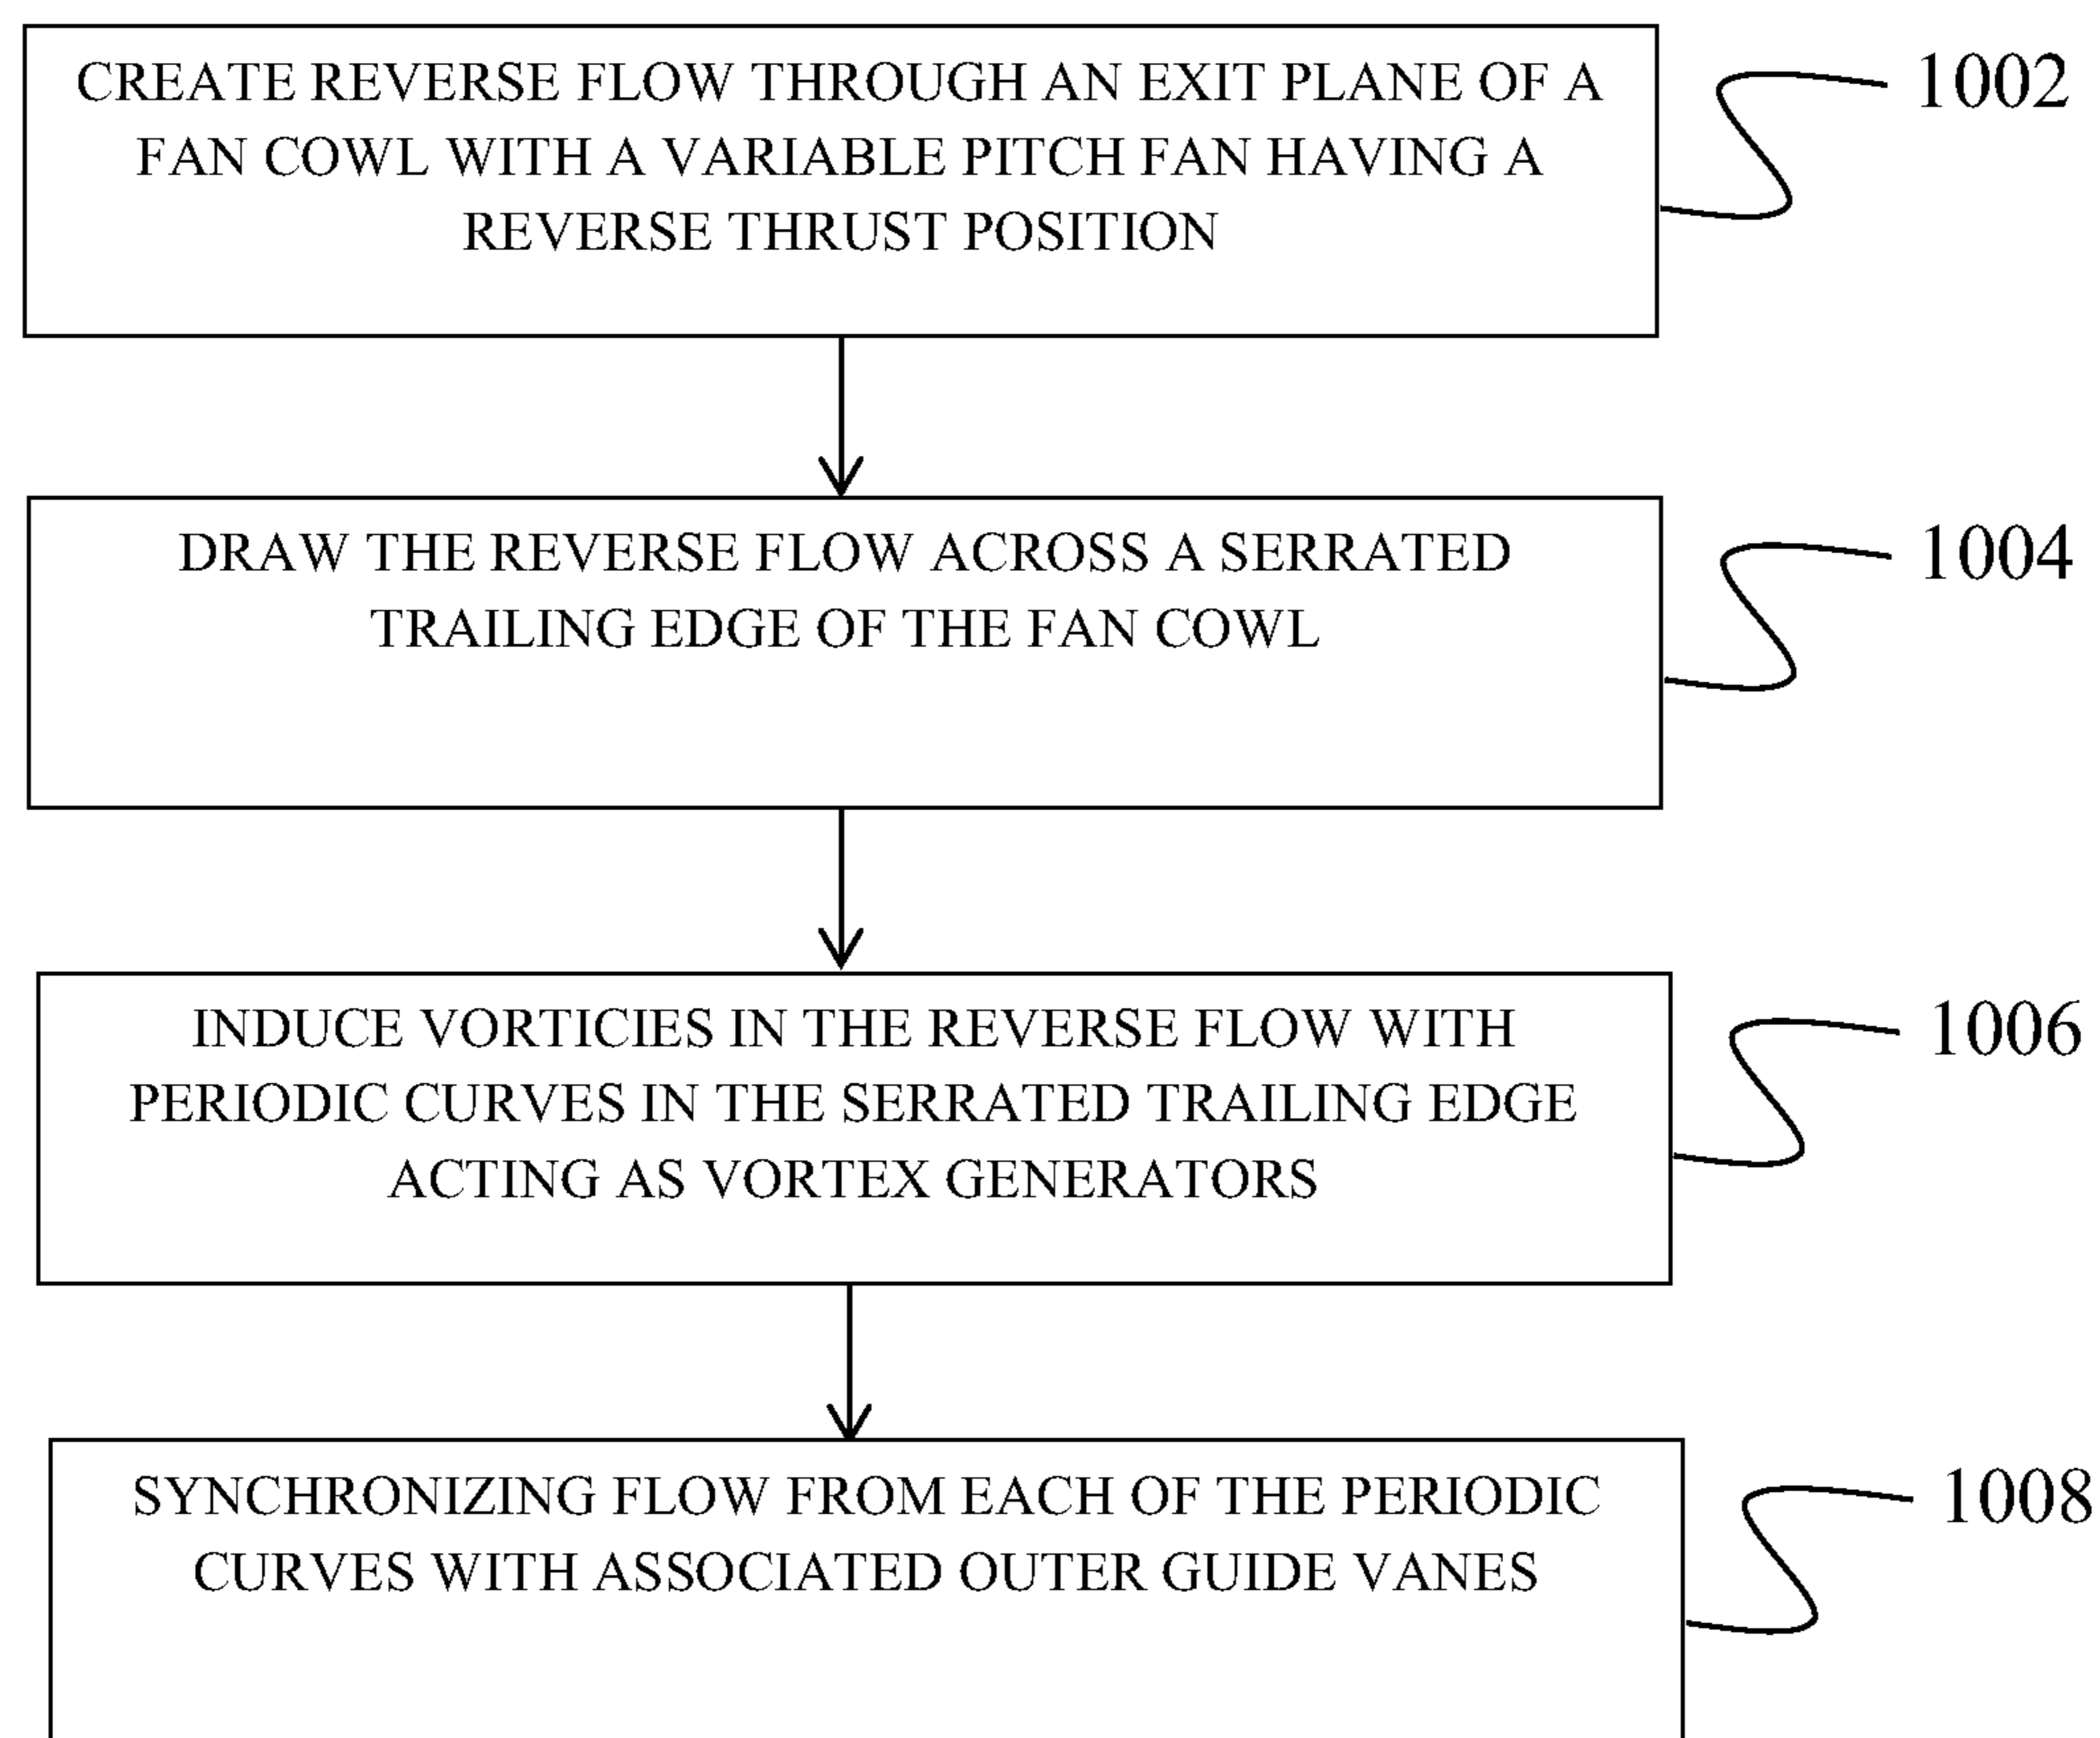 CREATE REVERSE FLOW THROUGH AN EXIT PLANE OF A
FAN COWL WITH A VARIABLE PITCH FAN HAVING A
REVERSE THRUST POSITION
1002
DRAW THE REVERSE FLOW ACROSS A SERRATED
TRAILING EDGE OF THE FAN COWL
1004
INDUCE VORTICIES IN THE REVERSE FLOW WITH
PERIODIC CURVES IN THE SERRATED TRAILING EDGE
ACTING AS VORTEX GENERATORS
1006
SYNCHRONIZING FLOW FROM EACH OF THE PERIODIC
CURVES WITH ASSOCIATED OUTER GUIDE VANES
1008